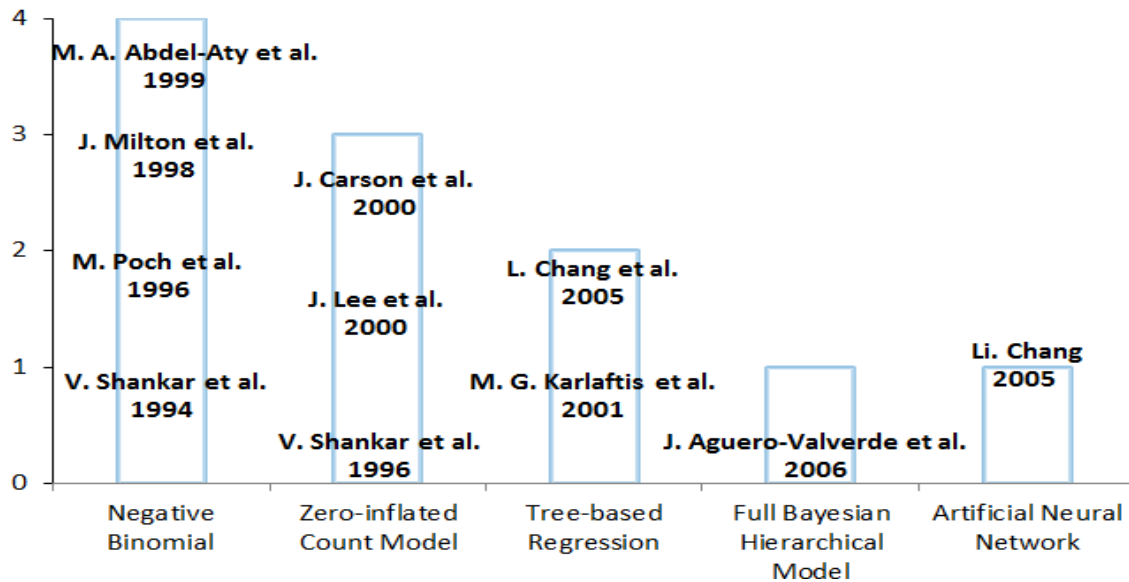 4
M. A. Abdel-Aty et al.
1999
3
J. Milton et al.
1998
J. Carson et al.
2000
2
M. Poch et al.
1996
L. Chang et al.
2005
J. Lee et al.
2000
1
Li. Chang
2005
V. Shankar et al.
1994
M. G. Karlaftis et al.
2001
V. Shankar et al.
1996
J. Aguero-Valverde et al.
2006
0
Negative
Binomial
Zero-inflated
Count Model
Tree-based
Regression
Full Bayesian
Hierarchical
Model
Artificial Neural
Network